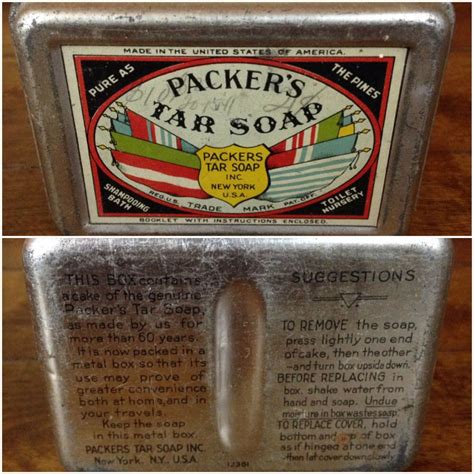 MADE IN THE UNITED STATES OF AMERICA.
PURE AS
THE PINES
PACKER'S
TAR SOAP
PACKERS
TAR SOAP
INC.
NEW YORK
U.S.A.
REG. U.S. TRADE MARK PAT. OFF.
SHAMPOOING
BATH
TOILET
NURSERY
BOOKLET WITH INSTRUCTIONS ENCLOSED.
THIS BOX contains
a cake of the genuine
Packer's Tar Soap,
as made by us for
more than 60 years.
It is now packed in a
metal box so that its
use may prove of
greater convenience
both at home, and in
your travels.
Keep the soap
in this metal box.
PACKERS TAR SOAP INC.
New York, N.Y. U.S.A.
12361
SUGGESTIONS
TO REMOVE the soap,
press lightly one end
of cake, then the other
- and turn box upside down.
BEFORE REPLACING in
box, shake water from
hand and soap. Undue
moisture in box wastes soap.
TO REPLACE COVER, hold
bottom and top of box
as if hinged at one end-
then let cover down slowly